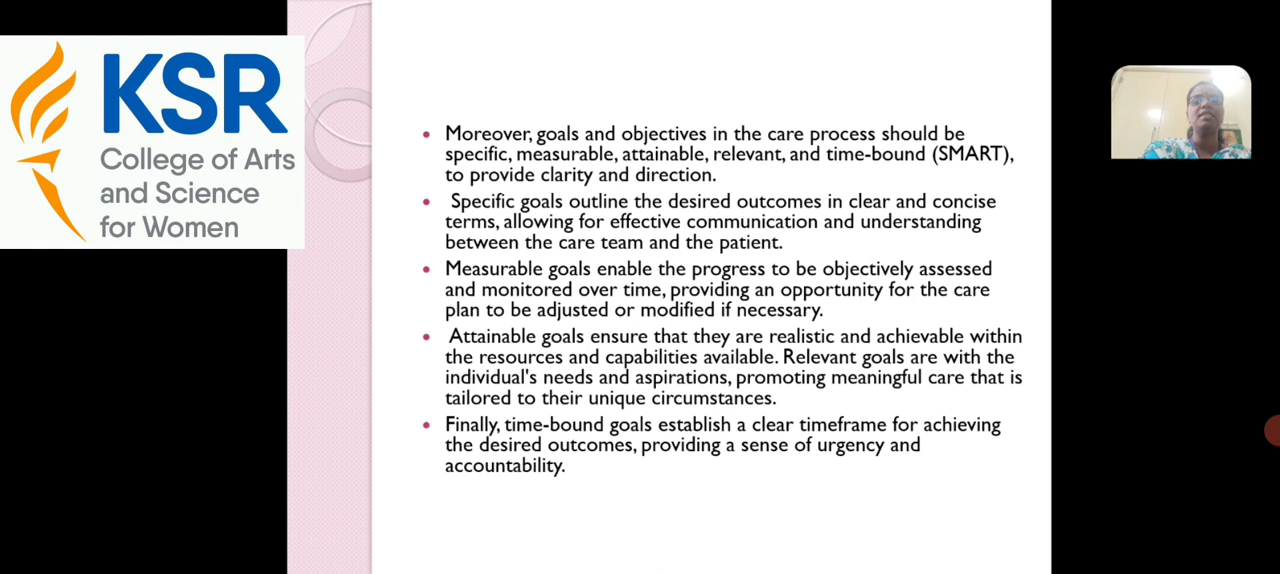 KSR
College of Arts
and Science
for Women
Moreover, goals and objectives in the care process should be
specific, measurable, attainable, relevant, and time-bound (SMART),
to provide clarity and direction.
Specific goals outline the desired outcomes in clear and concise
terms, allowing for effective communication and understanding
between the care team and the patient.
Measurable goals enable the progress to be objectively assessed
and monitored over time, providing an opportunity for the care
plan to be adjusted or modified if necessary.
Attainable goals ensure that they are realistic and achievable within
the resources and capabilities available. Relevant goals are with the
individual's needs and aspirations, promoting meaningful care that is
tailored to their unique circumstances.
Finally, time-bound goals establish a clear timeframe for achieving
the desired outcomes, providing a sense of urgency and
accountability.